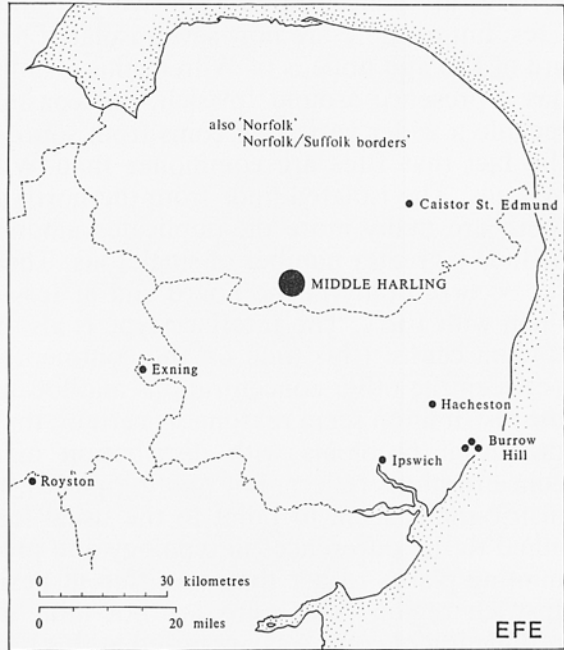 also 'Norfolk'
'Norfolk/Suffolk borders'
Caistor St. Edmund
MIDDLE HARLING
Exning
Hacheston
Burrow
Hill
Ipswich
Royston
0 30 kilometres
0 20
miles
EFE